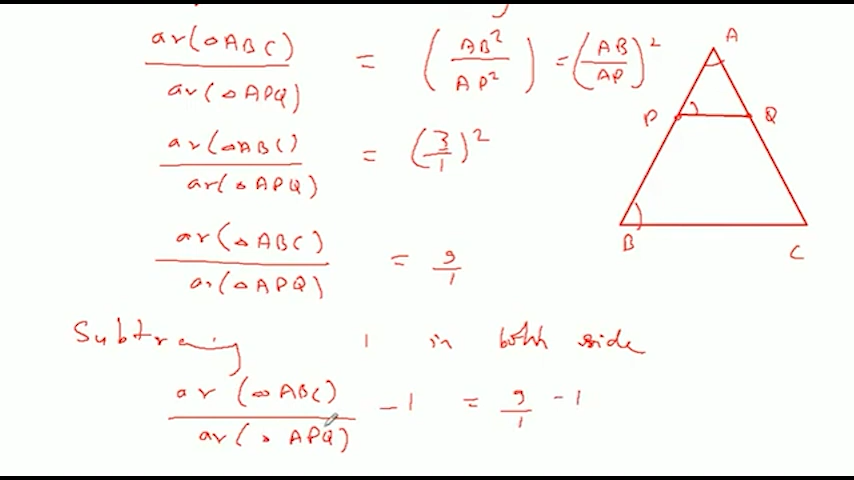 ar(△ABC) / ar(△APQ) = (AB² / AP²) = (AB / AP)²
ar(△ABC) / ar(△APQ) = (3/1)²
ar(△ABC) / ar(△APQ) = 9/1
Subtraing 1 in both side
ar (△ABC) / ar(△APQ) - 1 = 9/1 - 1
A
P
Q
B
C